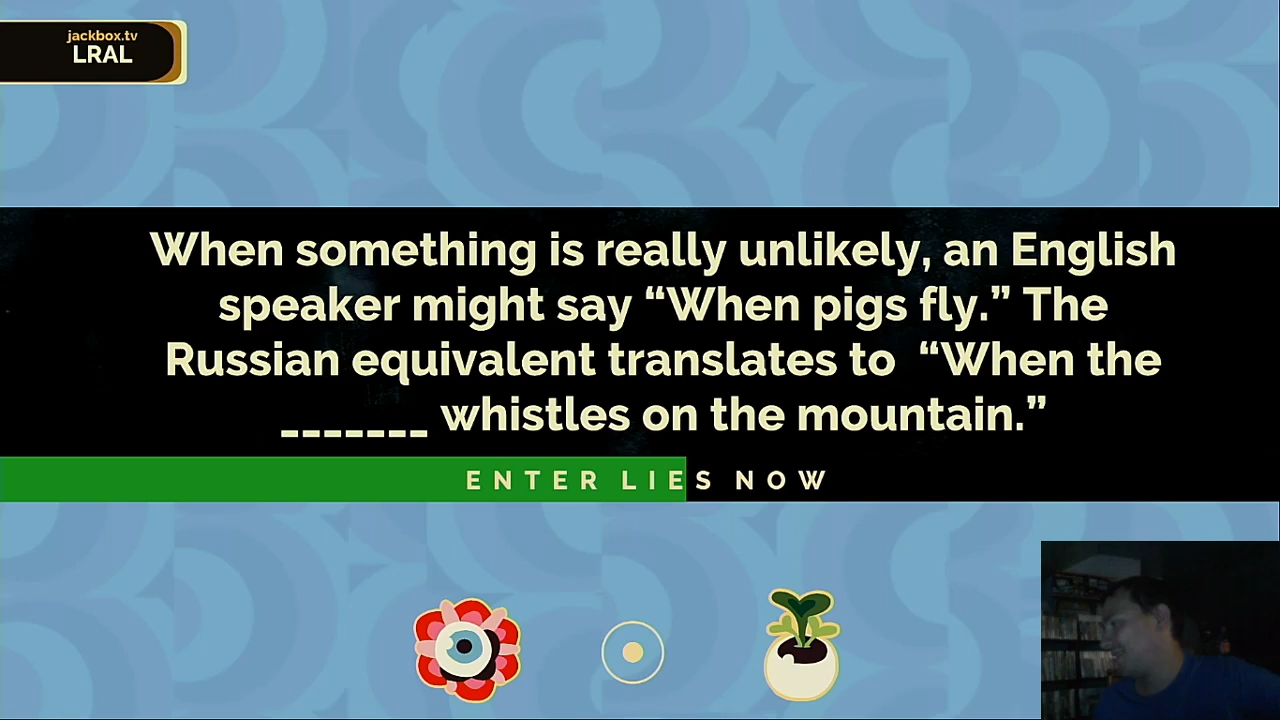 jackbox.tv
LRAL
When something is really unlikely, an English
speaker might say “When pigs fly.” The
Russian equivalent translates to “When the
_______ whistles on the mountain.”
ENTER LIES NOW